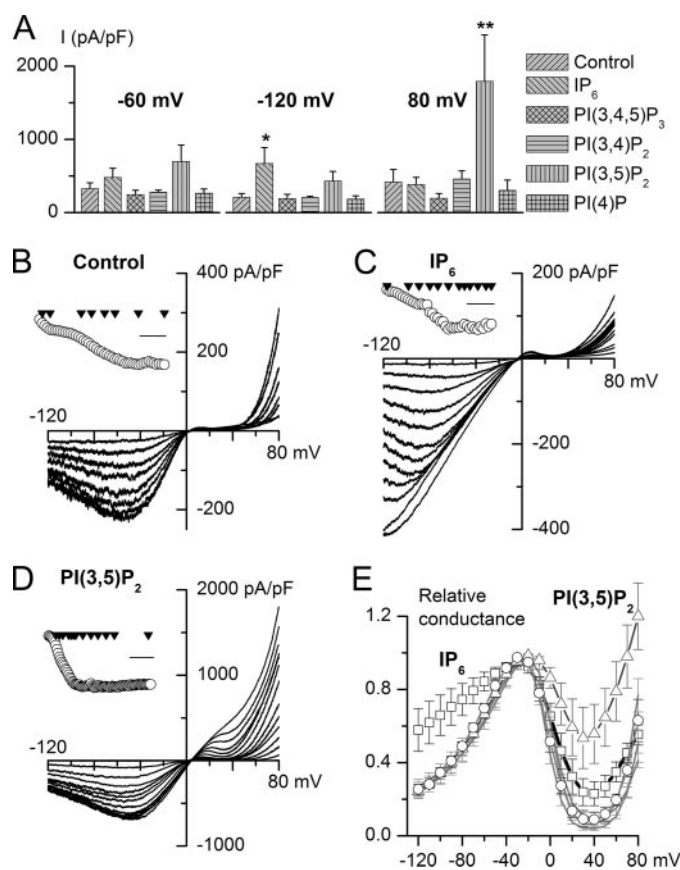 A
I (pA/pF)
2000
1000
0
-60 mV
-120 mV
80 mV
*
**
Control
IP6
PI(3,4,5)P3
PI(3,4)P2
PI(3,5)P2
PI(4)P
B
Control
400 pA/pF
200
-120
80 mV
-200
C
IP6
200 pA/pF
-120
80 mV
-200
-400
D
PI(3,5)P2
2000 pA/pF
1000
-120
80 mV
-1000
E
Relative
conductance
PI(3,5)P2
IP6
1.2
0.8
0.4
0.0
-120 -80 -40 0 40 80 mV